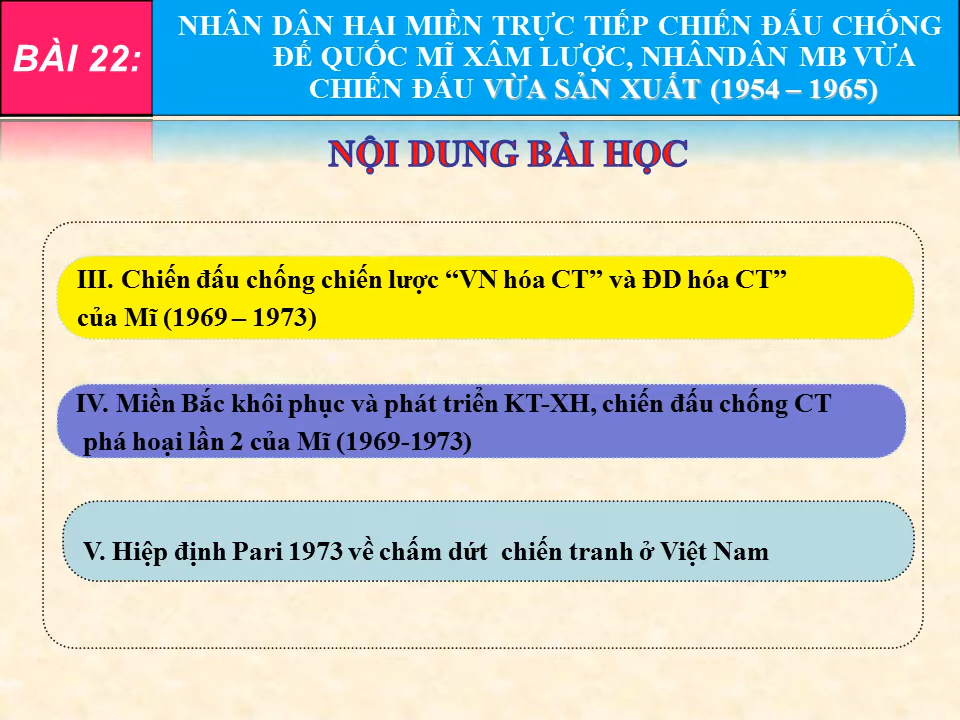 BÀI 22:
NHÂN DÂN HAI MIỀN TRỰC TIẾP CHIẾN ĐẤU CHỐNG
ĐẾ QUỐC MĨ XÂM LƯỢC, NHÂNDÂN MB VỪA
CHIẾN ĐẤU VỪA SẢN XUẤT (1954 – 1965)
NỘI DUNG BÀI HỌC
III. Chiến đấu chống chiến lược “VN hóa CT” và ĐD hóa CT”
của Mĩ (1969 – 1973)
IV. Miền Bắc khôi phục và phát triển KT-XH, chiến đấu chống CT
phá hoại lần 2 của Mĩ (1969-1973)
V. Hiệp định Pari 1973 về chấm dứt chiến tranh ở Việt Nam